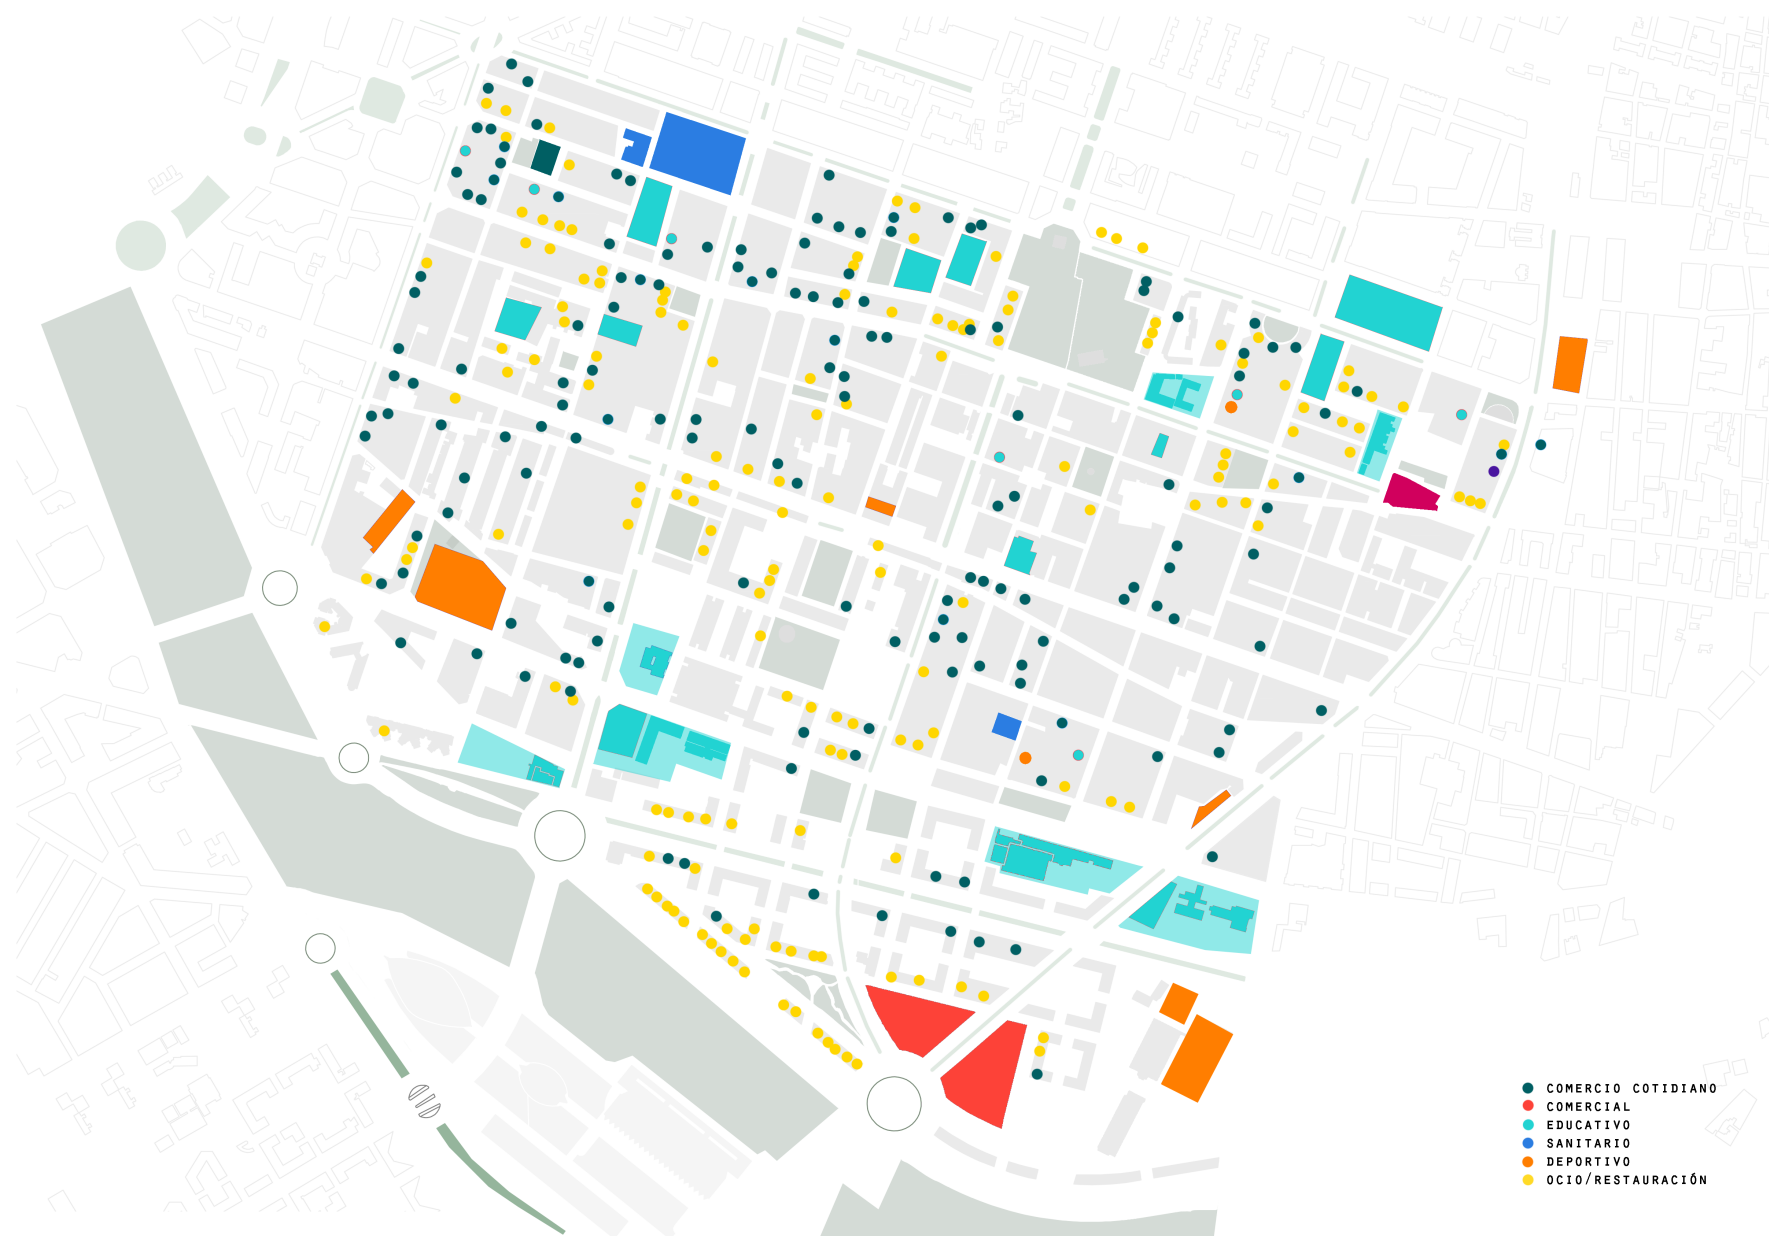 COMERCIO COTIDIANO
COMERCIAL
EDUCATIVO
SANITARIO
DEPORTIVO
OCIO/RESTAURACIÓN